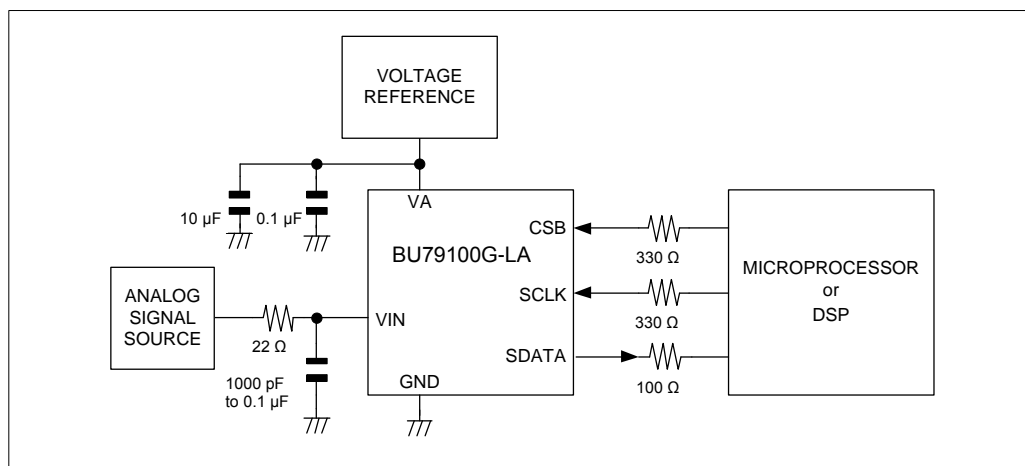 VOLTAGE
REFERENCE
10 µF
0.1 µF
VA
CSB
330 Ω
BU79100G-LA
MICROPROCESSOR
or
DSP
ANALOG
SIGNAL
SOURCE
22 Ω
VIN
SCLK
330 Ω
SDATA
100 Ω
1000 pF
to 0.1 µF
GND